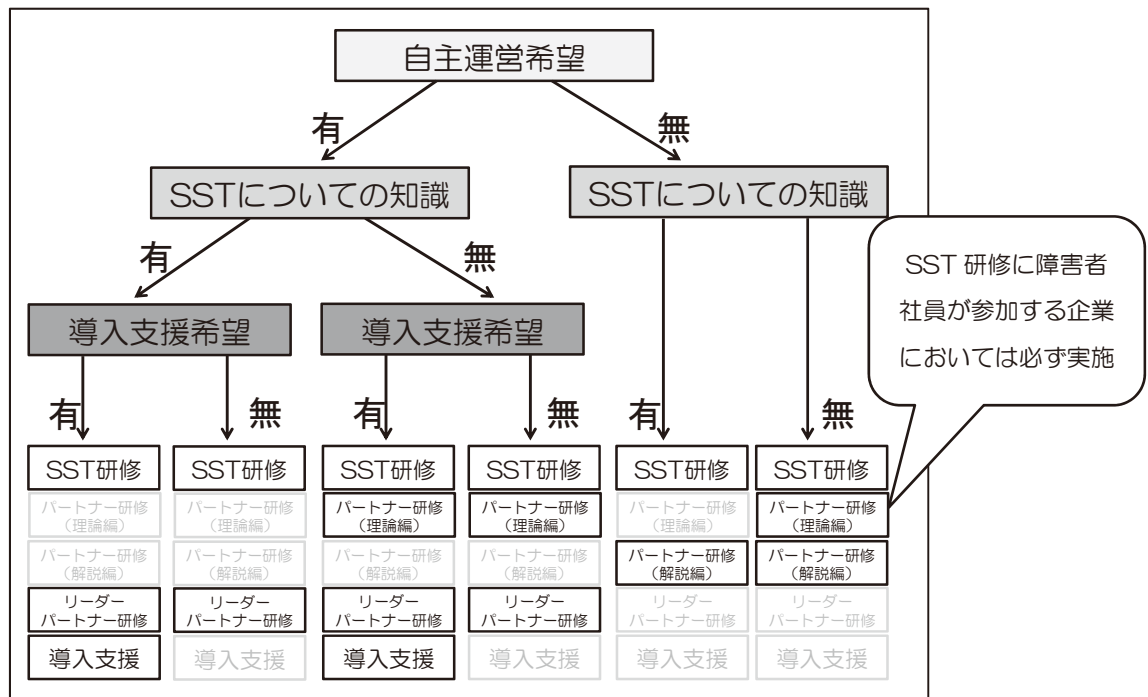 自主運営希望
有
無
SSTについての知識
SSTについての知識
有
無
SST 研修に障害者
社員が参加する企業
においては必ず実施
導入支援希望
導入支援希望
有
無
有
無
有
無
SST研修
SST研修
SST研修
SST研修
SST研修
SST研修
パートナー研修
(理論編)
パートナー研修
(理論編)
パートナー研修
(理論編)
パートナー研修
(理論編)
パートナー研修
(理論編)
パートナー研修
(理論編)
パートナー研修
(解説編)
パートナー研修
(解説編)
パートナー研修
(解説編)
パートナー研修
(解説編)
パートナー研修
(解説編)
パートナー研修
(解説編)
リーダー
パートナー研修
リーダー
パートナー研修
リーダー
パートナー研修
リーダー
パートナー研修
リーダー
パートナー研修
リーダー
パートナー研修
導入支援
導入支援
導入支援
導入支援
導入支援
導入支援